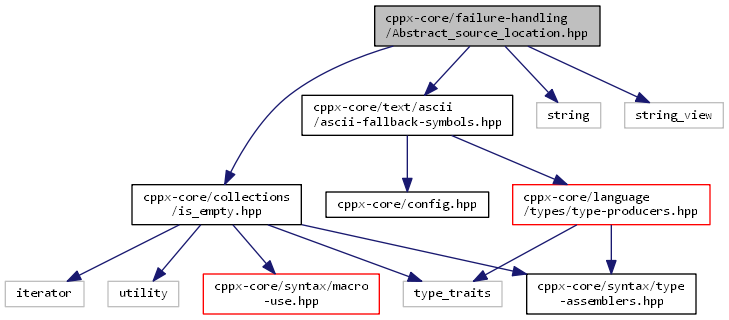 cppx-core/failure-handling
/Abstract_source_location.hpp
cppx-core/text/ascii
/ascii-fallback-symbols.hpp
string
string_view
cppx-core/collections
/is_empty.hpp
cppx-core/config.hpp
cppx-core/language
/types/type-producers.hpp
iterator
utility
cppx-core/syntax/macro
-use.hpp
type_traits
cppx-core/syntax/type
-assemblers.hpp